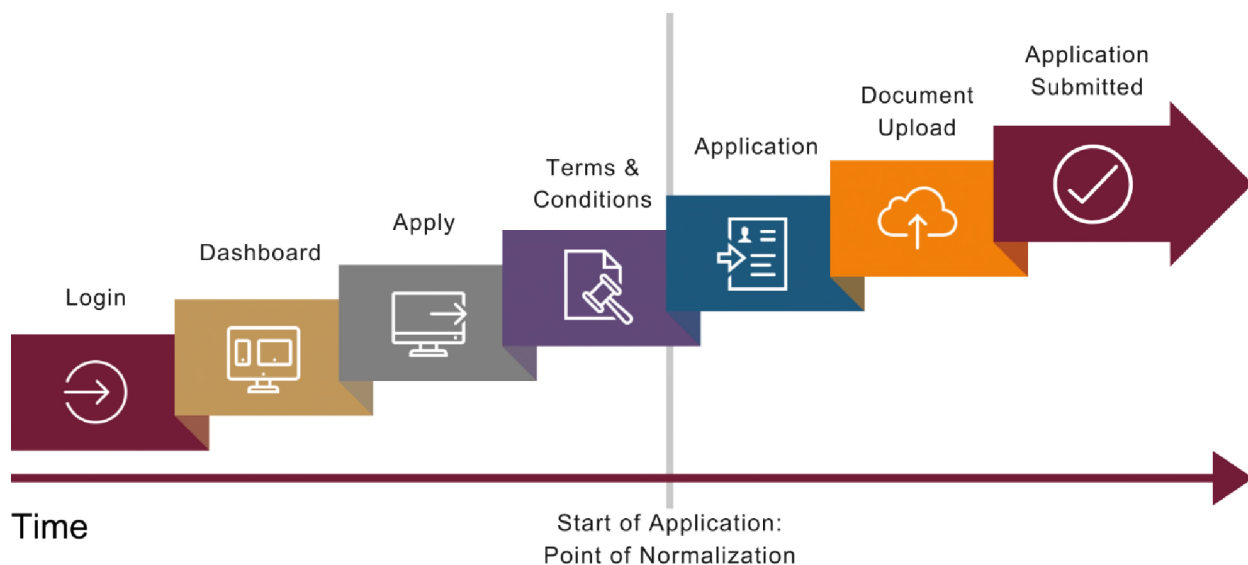 Login
Dashboard
Apply
Terms &
Conditions
Application
Document
Upload
Application
Submitted
Time
Start of Application:
Point of Normalization